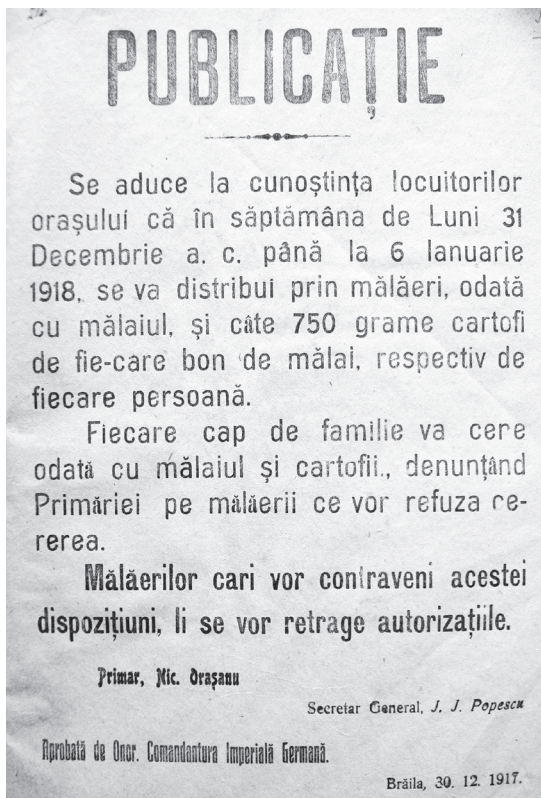 PUBLICAȚIE
Se aduce la cunoștința locuitorilor
orașului că în săptămâna de Luni 31
Decembrie a. c. până la 6 Ianuarie
1918, se va distribui prin mălăeri, odată
cu mălaiul, și câte 750 grame cartofi
de fie-care bon de mălai, respectiv de
fiecare persoană.
Fiecare cap de familie va cere
odată cu mălaiul și cartofii., denunțând
Primăriei pe mălăerii ce vor refuza ce-
rerea.
Mălăerilor cari vor contraveni acestei
dispozițiuni, li se vor retrage autorizațiile.
Primar, Nic. Orașanu
Secretar General, J. J. Popescu
Aprobată de Onor. Comandantura Imperială Germană.
Brăila, 30. 12. 1917.